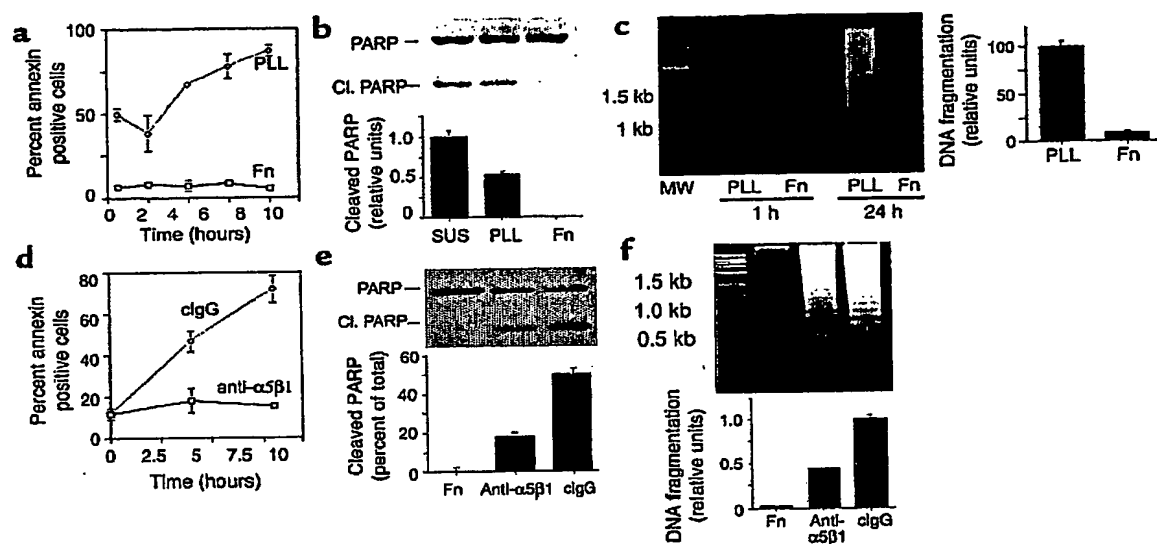 a
Percent annexin
positive cells
100
50
0
PLL
Fn
0 2 4 6 8 10
Time (hours)
b
PARP
Cl. PARP
Cleaved PARP
(relative units)
1.0
0.5
0
SUS PLL Fn
c
1.5 kb
1 kb
MW
PLL Fn
1 h
PLL Fn
24 h
DNA fragmentation
(relative units)
100
50
0
PLL Fn
d
Percent annexin
positive cells
80
60
40
20
0
cIgG
anti-α5β1
0 2.5 5 7.5 10
Time (hours)
e
PARP
Cl. PARP
Cleaved PARP
(percent of total)
60
40
20
0
Fn Anti-α5β1 cIgG
f
1.5 kb
1.0 kb
0.5 kb
DNA fragmentation
(relative units)
1.0
0.5
0
Fn Anti-
α5β1 cIgG